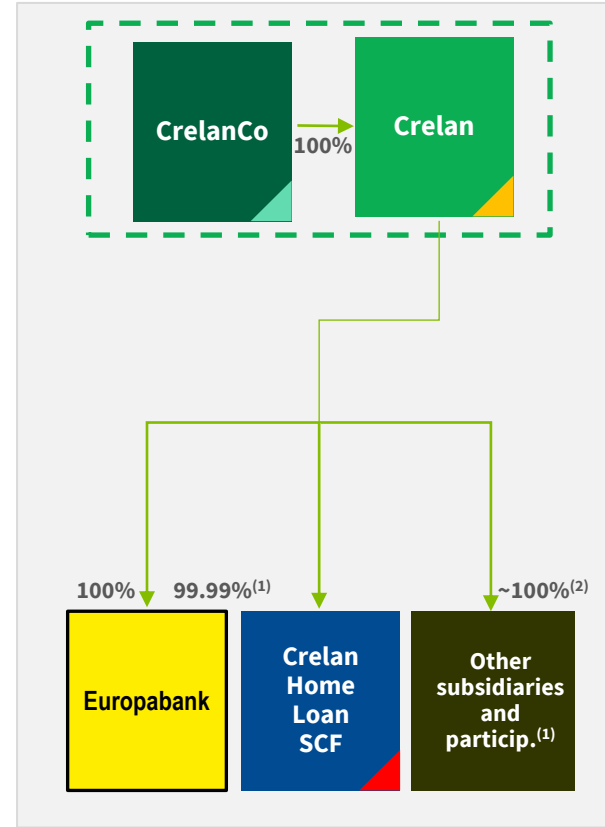 CrelanCo
Crelan
100%
100%
99.99%(1)
~100%(2)
Europabank
Crelan
Home
Loan
SCF
Other
subsidiaries
and
particip.(1)